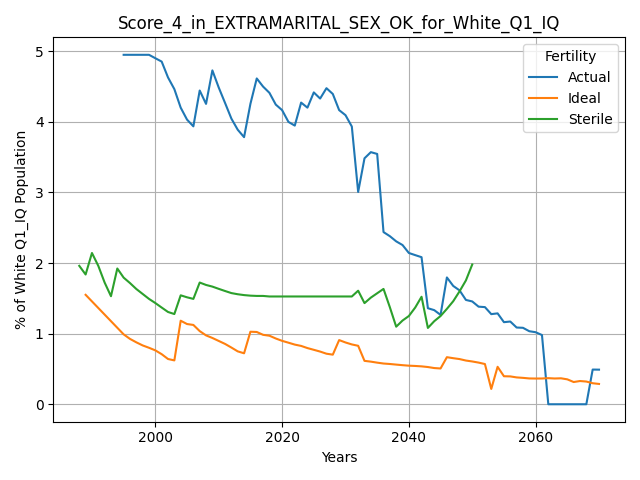 Score_4_in_EXTRAMARITAL_SEX_OK_for_White_Q1_IQ
% of White Q1_IQ Population
5
4
3
2
1
0
Fertility
Actual
Ideal
Sterile
2000
2020
2040
2060
Years